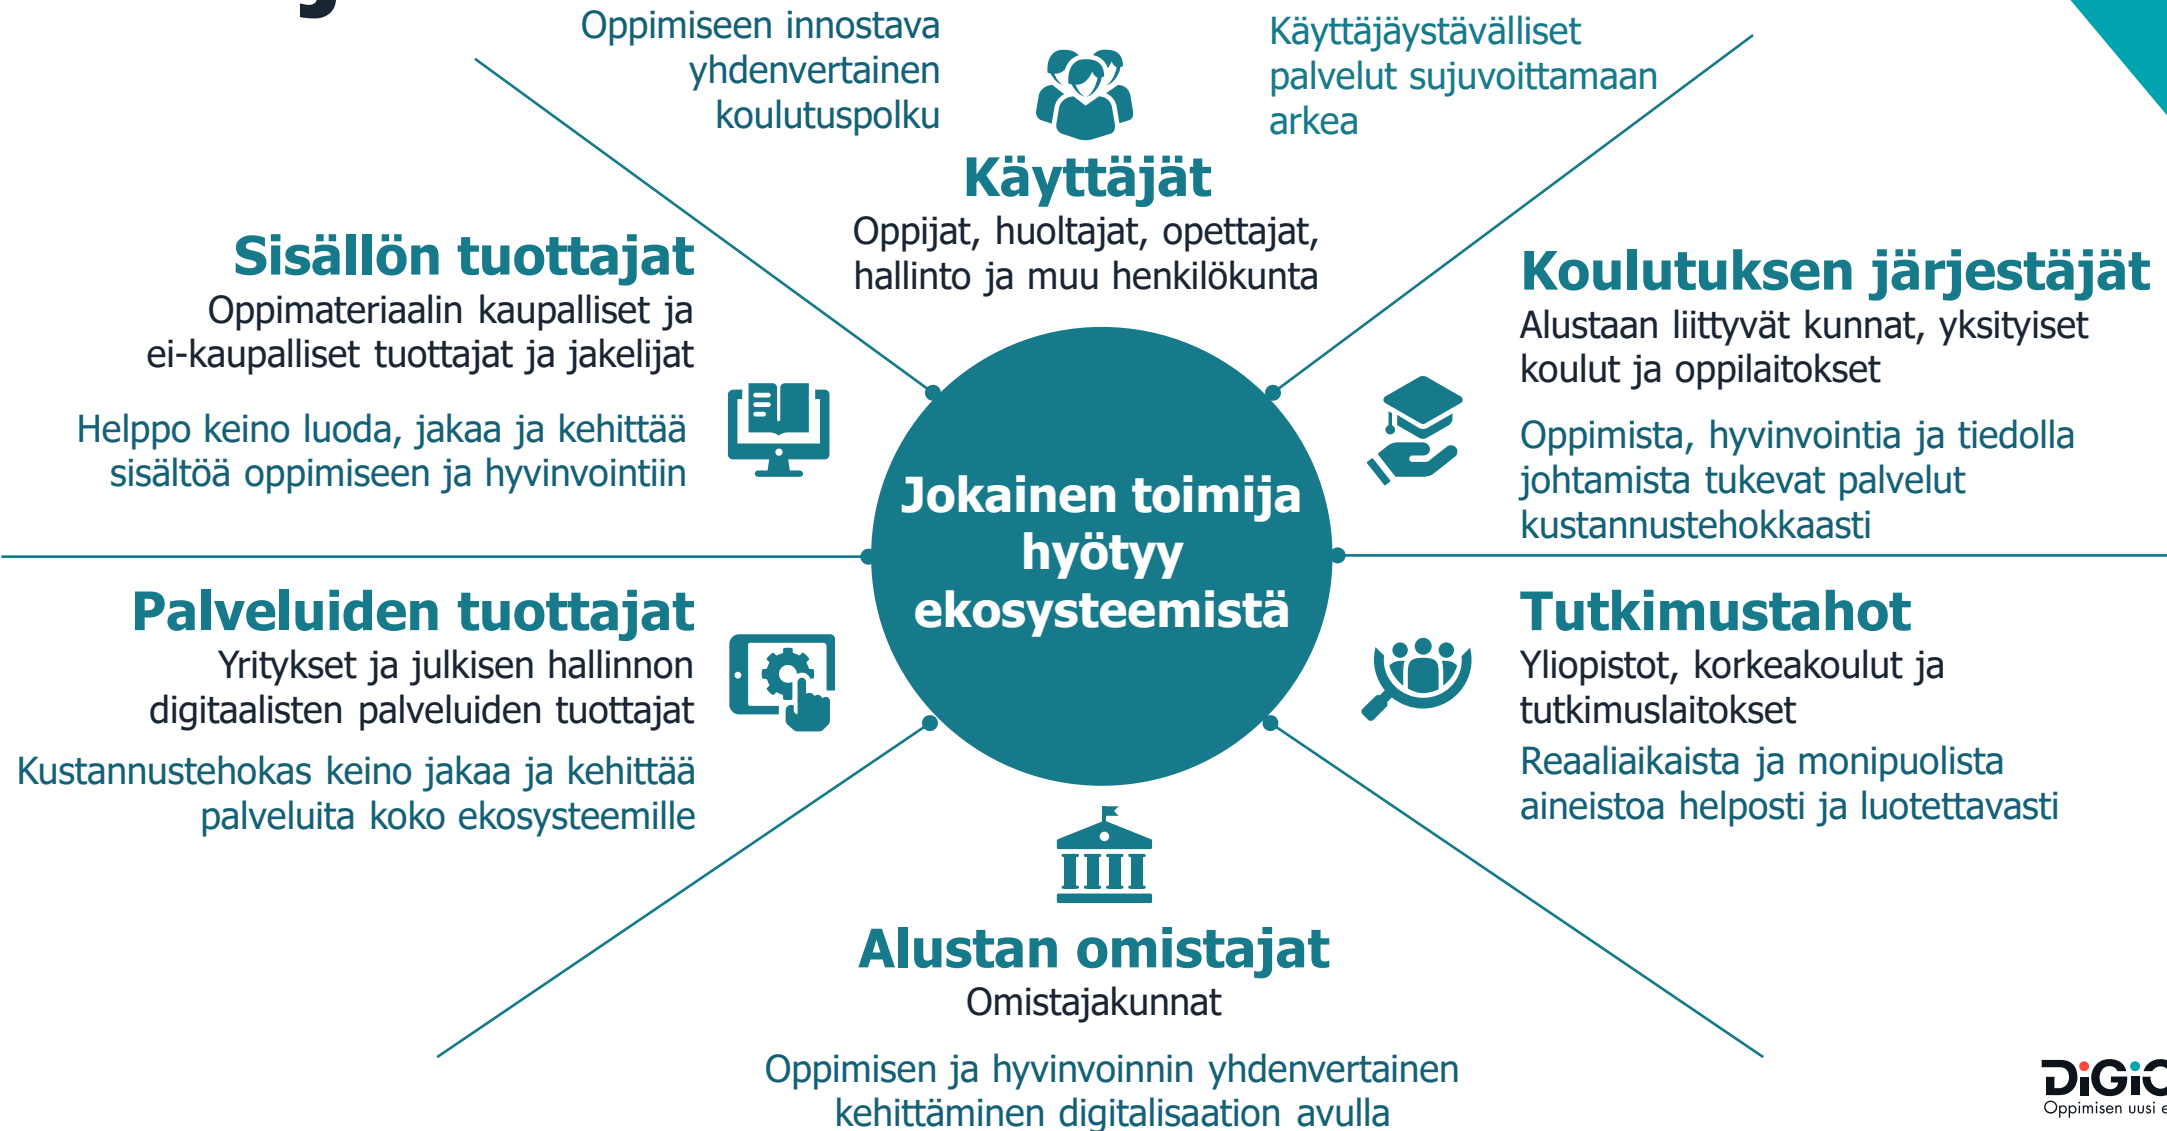 Oppimiseen innostava
yhdenvertainen
koulutuspolku
Käyttäjäystävälliset
palvelut sujuvoittamaan
arkea
Käyttäjät
Oppijat, huoltajat, opettajat,
hallinto ja muu henkilökunta
Sisällön tuottajat
Oppimateriaalin kaupalliset ja
ei-kaupalliset tuottajat ja jakelijat
Helppo keino luoda, jakaa ja kehittää
sisältöä oppimiseen ja hyvinvointiin
Koulutuksen järjestäjät
Alustaan liittyvät kunnat, yksityiset
koulut ja oppilaitokset
Oppimista, hyvinvointia ja tiedolla
johtamista tukevat palvelut
kustannustehokkaasti
Jokainen toimija
hyötyy
ekosysteemistä
Palveluiden tuottajat
Yritykset ja julkisen hallinnon
digitaalisten palveluiden tuottajat
Kustannustehokas keino jakaa ja kehittää
palveluita koko ekosysteemille
Tutkimustahot
Yliopistot, korkeakoulut ja
tutkimuslaitokset
Reaaliaikaista ja monipuolista
aineistoa helposti ja luotettavasti
Alustan omistajat
Omistajakunnat
Oppimisen ja hyvinvoinnin yhdenvertainen
kehittäminen digitalisaation avulla
Oppimisen uusi